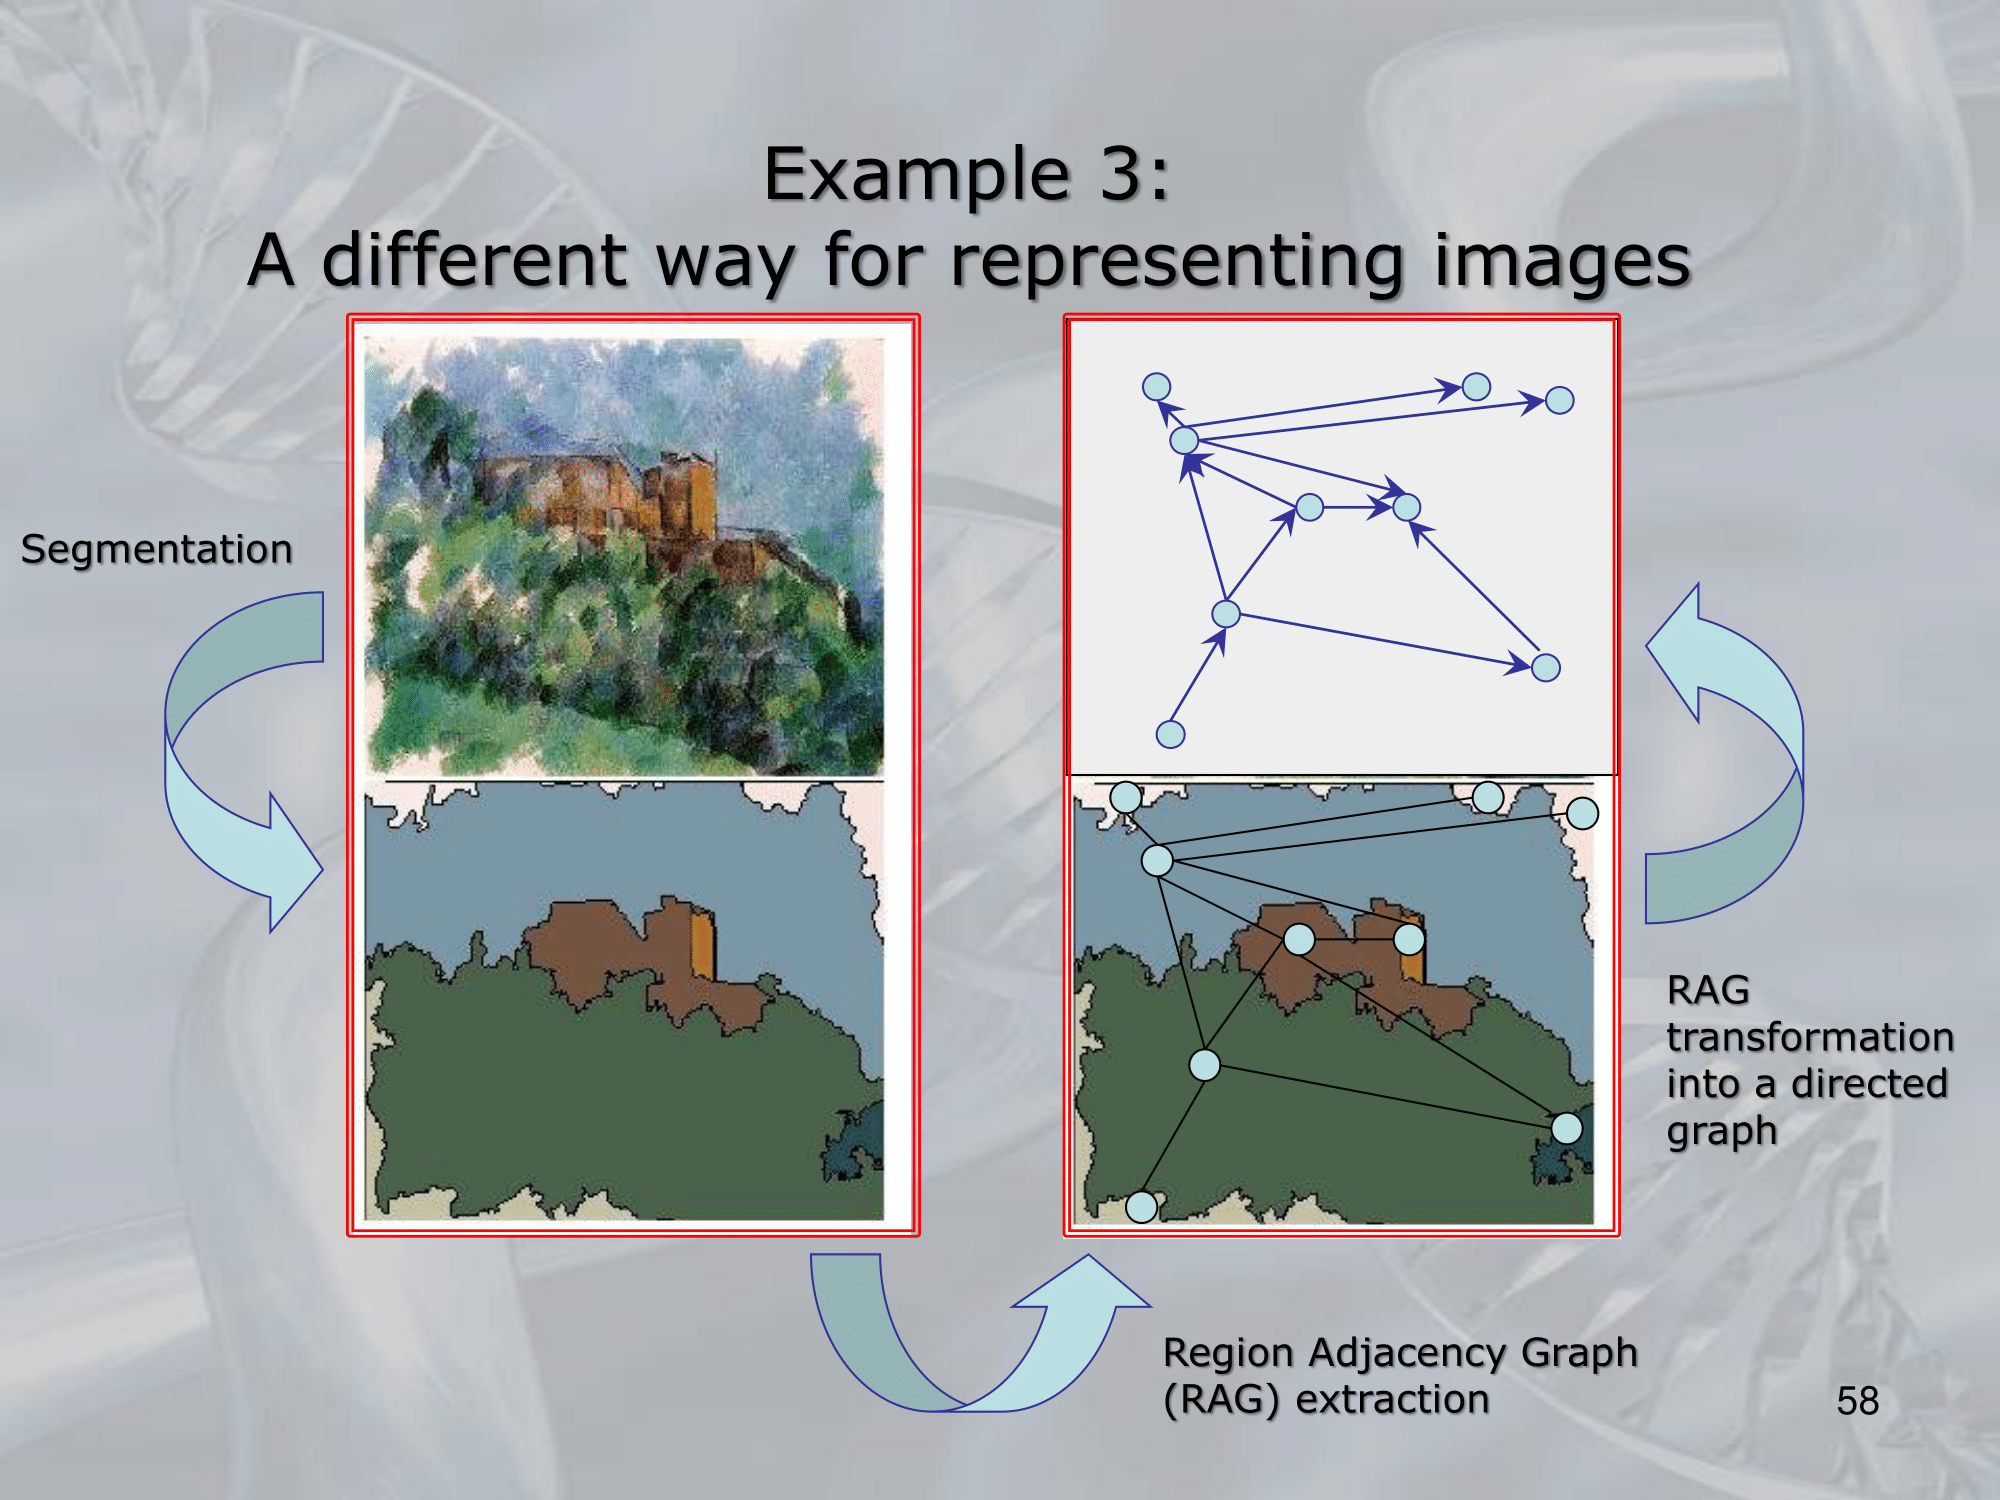 Example 3:
A different way for representing images
Segmentation
RAG
transformation
into a directed
graph
Region Adjacency Graph
(RAG) extraction
58